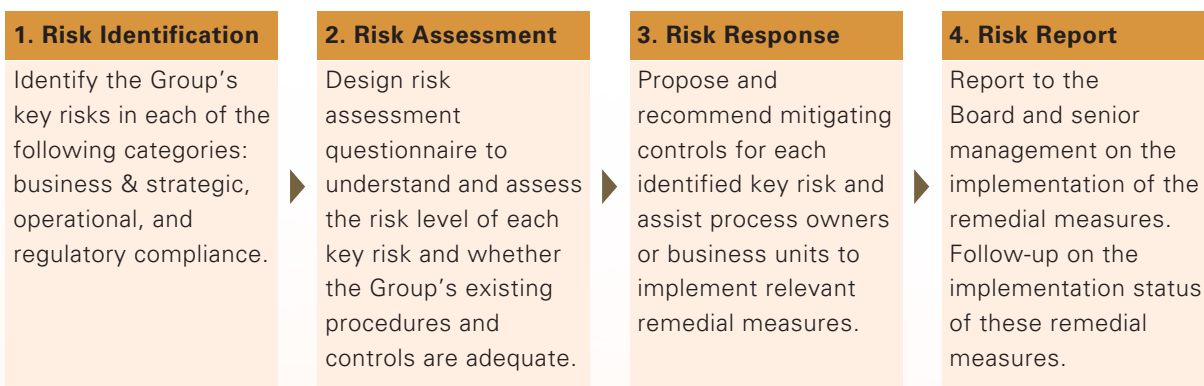 1. Risk Identification
Identify the Group's
key risks in each of the
following categories:
business & strategic,
operational, and
regulatory compliance.
2. Risk Assessment
Design risk
assessment
questionnaire to
understand and assess
the risk level of each
key risk and whether
the Group's existing
procedures and
controls are adequate.
3. Risk Response
Propose and
recommend mitigating
controls for each
identified key risk and
assist process owners
or business units to
implement relevant
remedial measures.
4. Risk Report
Report to the
Board and senior
management on the
implementation of the
remedial measures.
Follow-up on the
implementation status
of these remedial
measures.